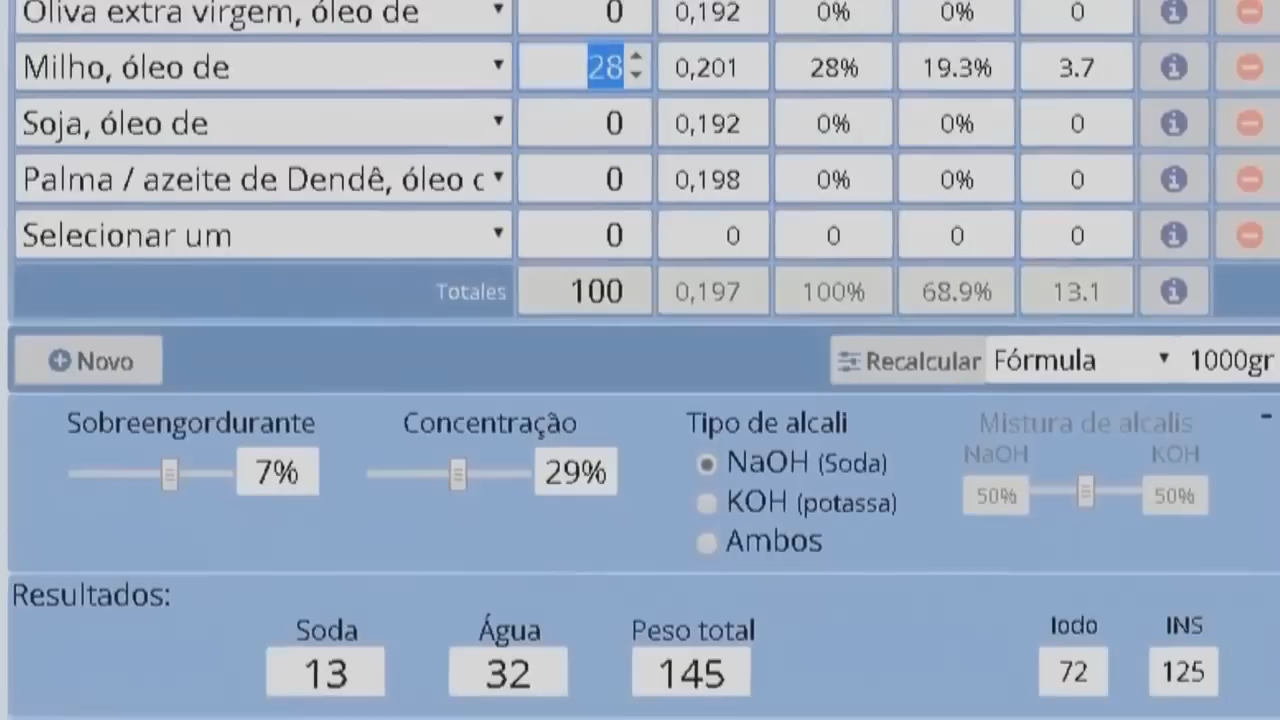 Oliva extra virgem, óleo de 0 0,192 0% 0% 0
Milho, óleo de 28 0,201 28% 19.3% 3.7
Soja, óleo de 0 0,192 0% 0% 0
Palma / azeite de Dendê, óleo c 0 0,198 0% 0% 0
Selecionar um 0 0 0 0 0
Totales 100 0,197 100% 68.9% 13.1
Novo Recalcular Fórmula 1000gr
Sobreengordurante Concentração Tipo de alcali Mistura de alcalis -
NaOH KOH
7% 29% NaOH (Soda) 50% 50%
KOH (potassa)
Ambos
Resultados:
Soda Água Peso total Iodo INS
13 32 145 72 125